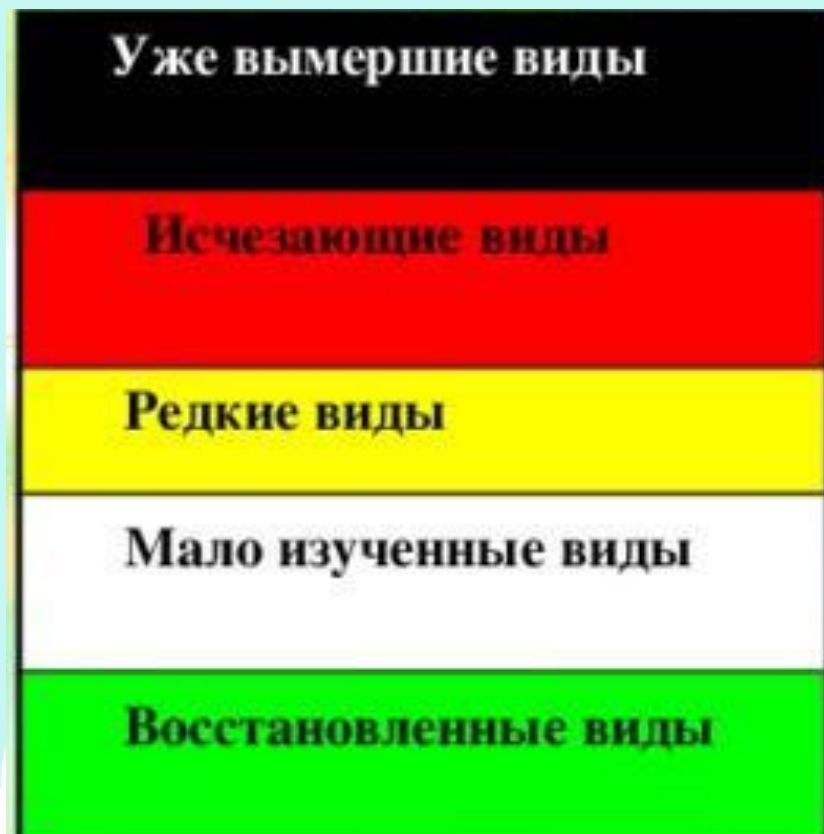 Уже вымершие виды
Исчезающие виды
Редкие виды
Мало изученные виды
Восстановленные виды